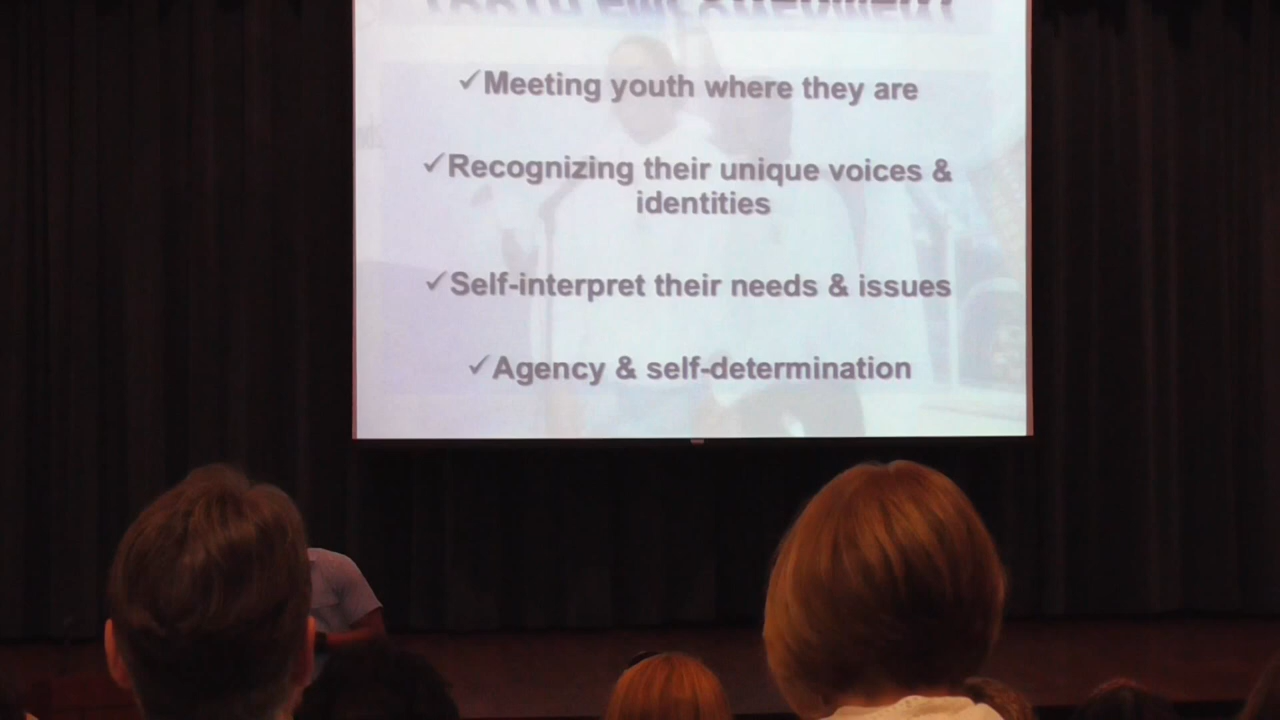 ✓Meeting youth where they are
✓Recognizing their unique voices &
identities
✓Self-interpret their needs & issues
✓Agency & self-determination